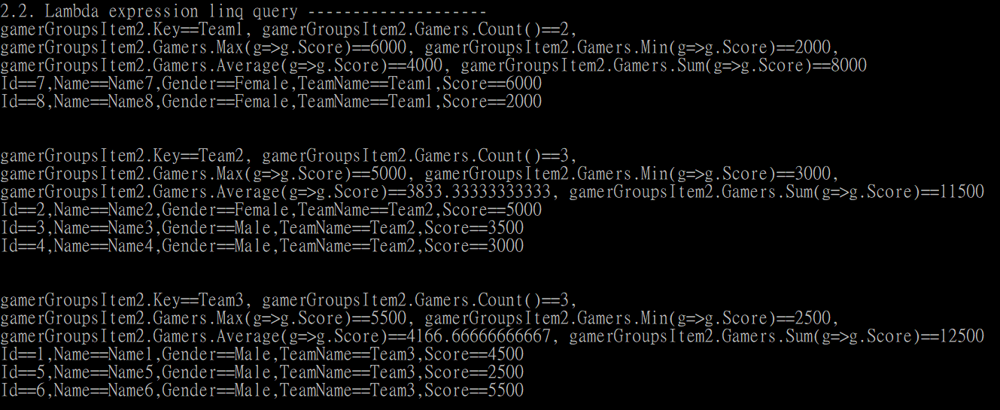 2.2. Lambda expression linq query --------------------
gamerGroupsItem2.Key==Team1, gamerGroupsItem2.Gamers.Count()==2,
gamerGroupsItem2.Gamers.Max(g=>g.Score)==6000, gamerGroupsItem2.Gamers.Min(g=>g.Score)==2000,
gamerGroupsItem2.Gamers.Average(g=>g.Score)==4000, gamerGroupsItem2.Gamers.Sum(g=>g.Score)==8000
Id==7,Name==Name7,Gender==Female,TeamName==Team1,Score==6000
Id==8,Name==Name8,Gender==Female,TeamName==Team1,Score==2000
gamerGroupsItem2.Key==Team2, gamerGroupsItem2.Gamers.Count()==3,
gamerGroupsItem2.Gamers.Max(g=>g.Score)==5000, gamerGroupsItem2.Gamers.Min(g=>g.Score)==3000,
gamerGroupsItem2.Gamers.Average(g=>g.Score)==3833.33333333333, gamerGroupsItem2.Gamers.Sum(g=>g.Score)==11500
Id==2,Name==Name2,Gender==Female,TeamName==Team2,Score==5000
Id==3,Name==Name3,Gender==Male,TeamName==Team2,Score==3500
Id==4,Name==Name4,Gender==Male,TeamName==Team2,Score==3000
gamerGroupsItem2.Key==Team3, gamerGroupsItem2.Gamers.Count()==3,
gamerGroupsItem2.Gamers.Max(g=>g.Score)==5500, gamerGroupsItem2.Gamers.Min(g=>g.Score)==2500,
gamerGroupsItem2.Gamers.Average(g=>g.Score)==4166.66666666667, gamerGroupsItem2.Gamers.Sum(g=>g.Score)==12500
Id==1,Name==Name1,Gender==Male,TeamName==Team3,Score==4500
Id==5,Name==Name5,Gender==Male,TeamName==Team3,Score==2500
Id==6,Name==Name6,Gender==Male,TeamName==Team3,Score==5500